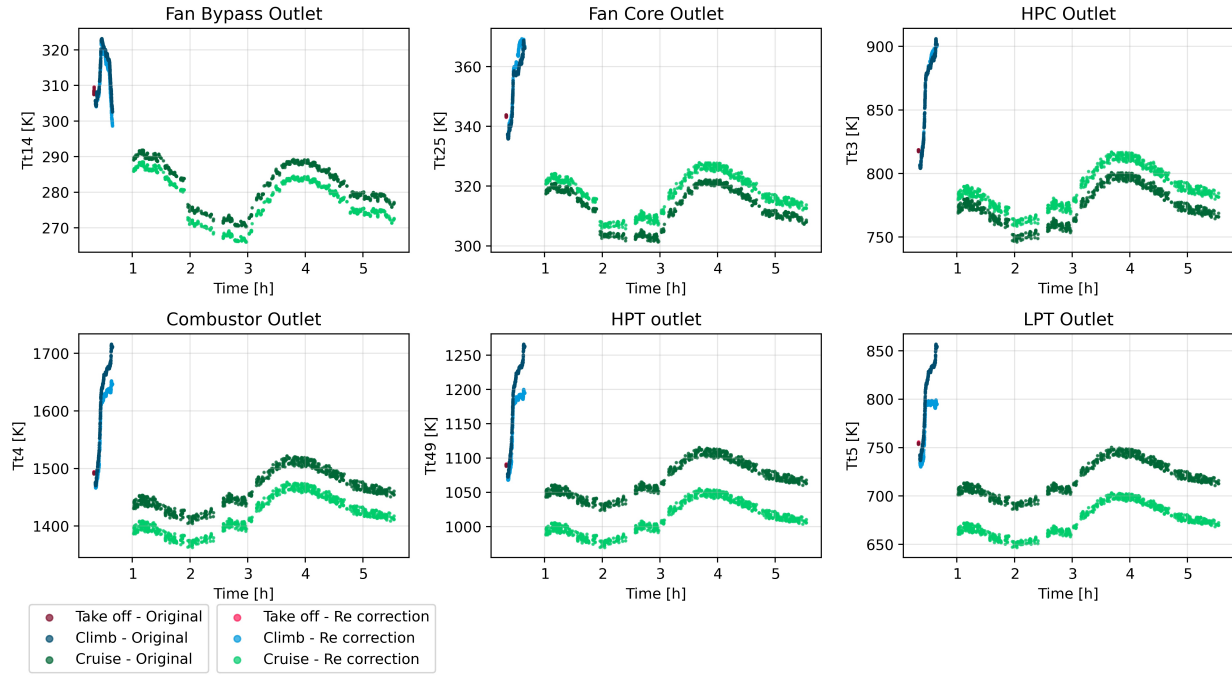 Fan Bypass Outlet
Fan Core Outlet
HPC Outlet
Tt14 [K]
320
310
300
290
280
270
1 2 3 4 5
Time [h]
Tt25 [K]
360
340
320
300
1 2 3 4 5
Time [h]
Tt3 [K]
900
850
800
750
1 2 3 4 5
Time [h]
Combustor Outlet
HPT outlet
LPT Outlet
Tt4 [K]
1700
1600
1500
1400
1 2 3 4 5
Time [h]
Tt49 [K]
1250
1200
1150
1100
1050
1000
1 2 3 4 5
Time [h]
Tt5 [K]
850
800
750
700
650
1 2 3 4 5
Time [h]
Take off - Original
Climb - Original
Cruise - Original
Take off - Re correction
Climb - Re correction
Cruise - Re correction